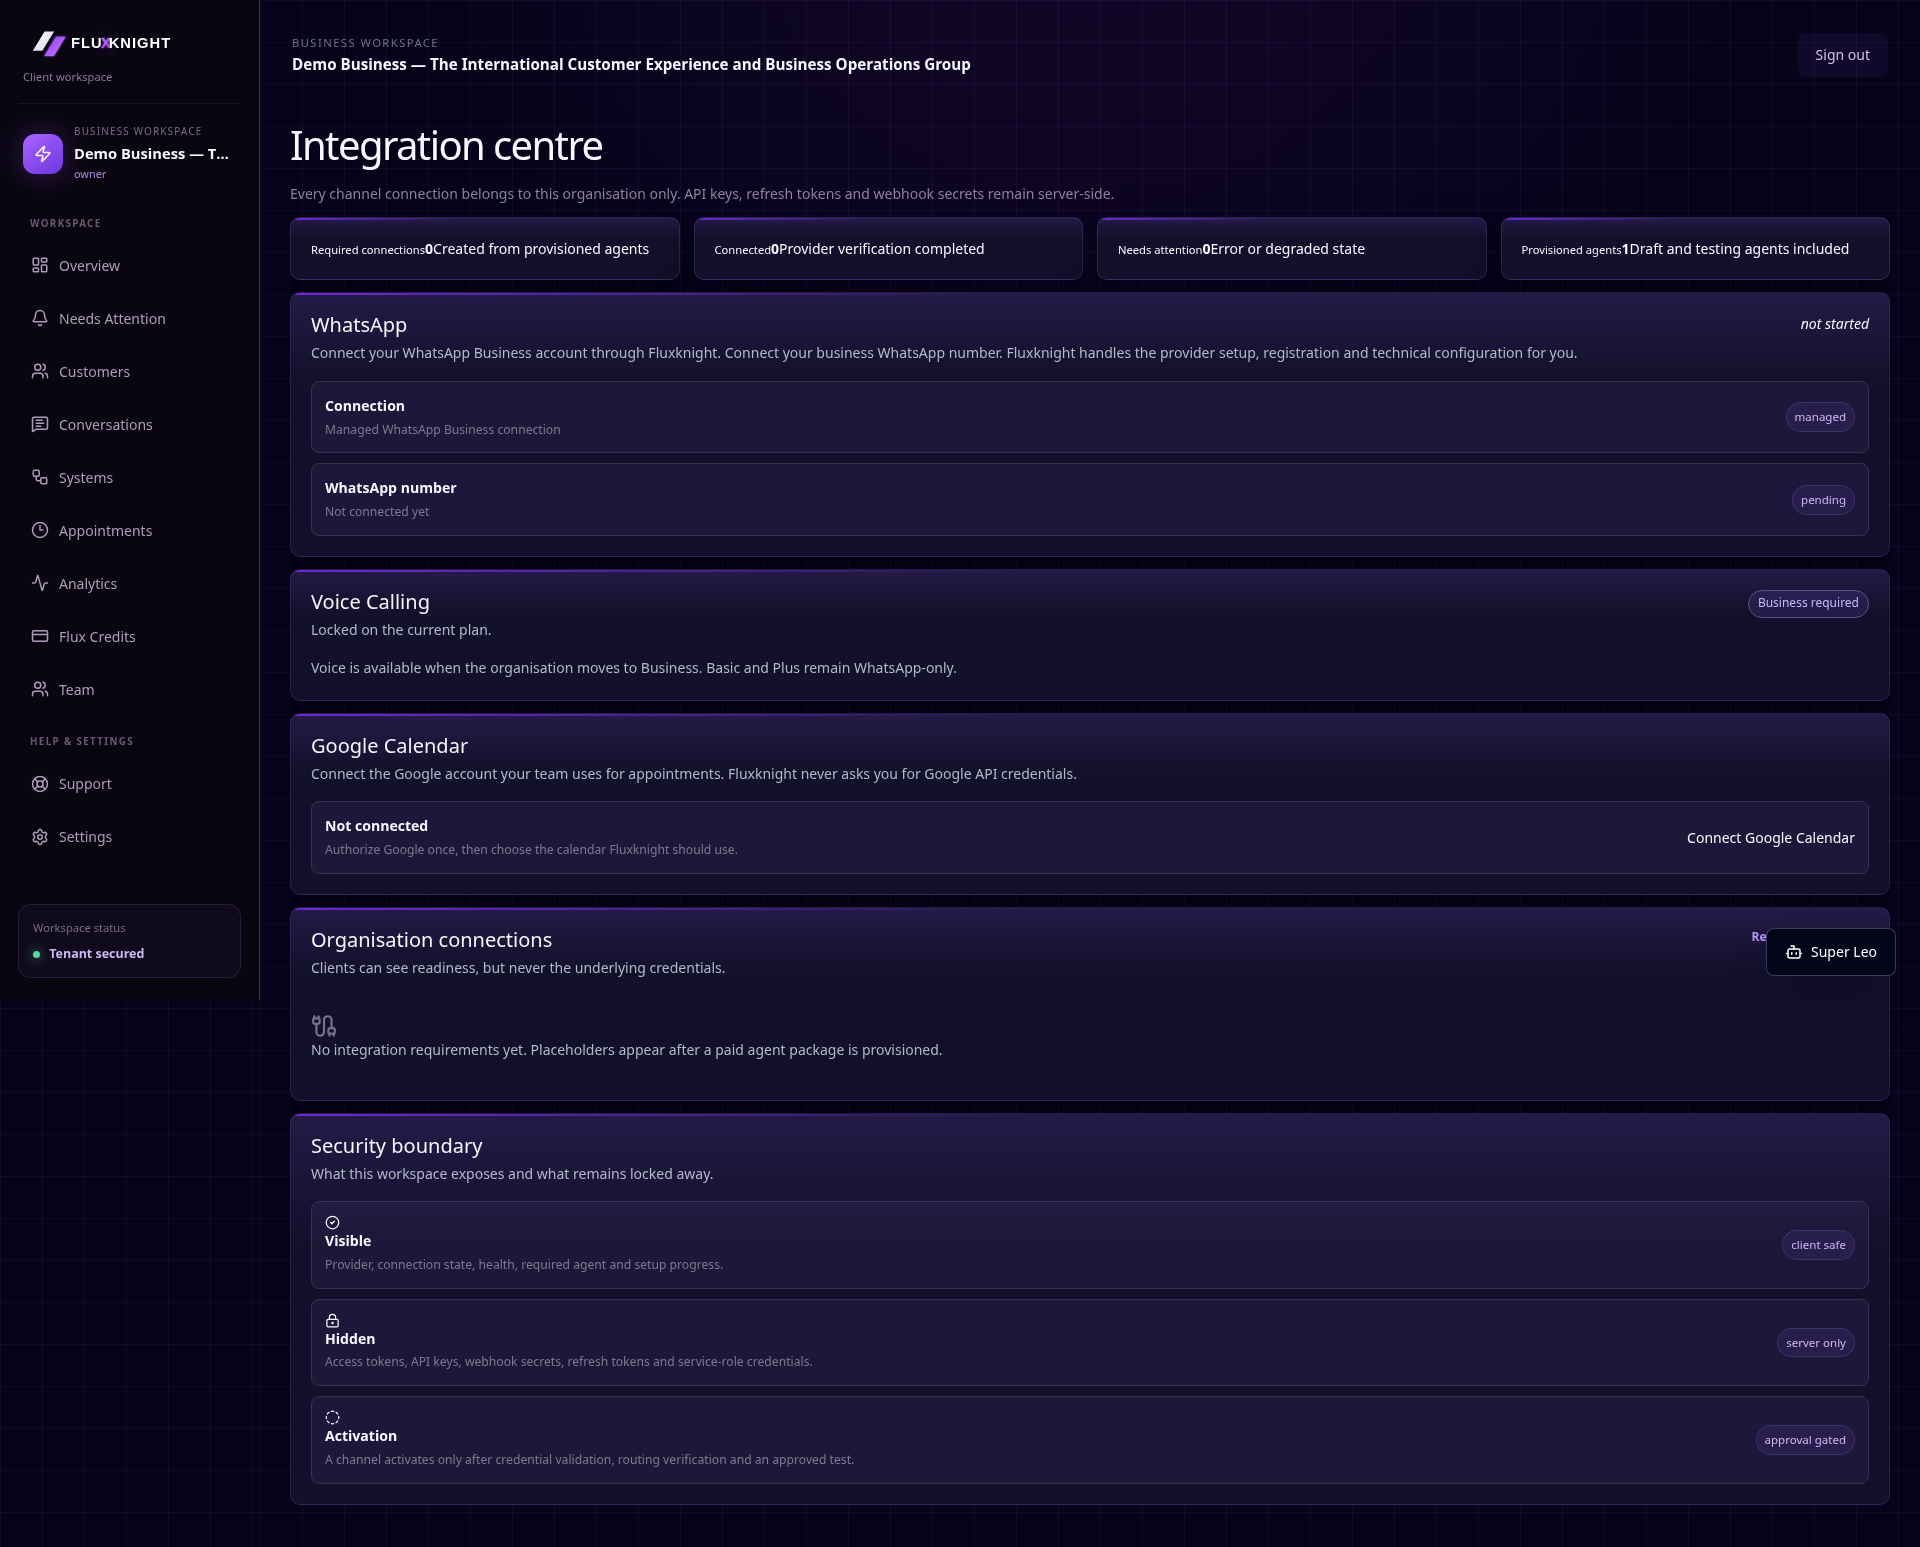 FLUXKNIGHT
Client workspace
BUSINESS WORKSPACE
Demo Business — T...
owner
WORKSPACE
Overview
Needs Attention
Customers
Conversations
Systems
Appointments
Analytics
Flux Credits
Team
HELP & SETTINGS
Support
Settings
Workspace status
Tenant secured
BUSINESS WORKSPACE
Demo Business — The International Customer Experience and Business Operations Group
Sign out
Integration centre
Every channel connection belongs to this organisation only. API keys, refresh tokens and webhook secrets remain server-side.
Required connections0Created from provisioned agents
Connected0Provider verification completed
Needs attention0Error or degraded state
Provisioned agents1Draft and testing agents included
WhatsApp
not started
Connect your WhatsApp Business account through Fluxknight. Connect your business WhatsApp number. Fluxknight handles the provider setup, registration and technical configuration for you.
Connection
Managed WhatsApp Business connection
managed
WhatsApp number
Not connected yet
pending
Voice Calling
Business required
Locked on the current plan.
Voice is available when the organisation moves to Business. Basic and Plus remain WhatsApp-only.
Google Calendar
Connect the Google account your team uses for appointments. Fluxknight never asks you for Google API credentials.
Not connected
Authorize Google once, then choose the calendar Fluxknight should use.
Connect Google Calendar
Organisation connections
Clients can see readiness, but never the underlying credentials.
Super Leo
No integration requirements yet. Placeholders appear after a paid agent package is provisioned.
Security boundary
What this workspace exposes and what remains locked away.
Visible
Provider, connection state, health, required agent and setup progress.
client safe
Hidden
Access tokens, API keys, webhook secrets, refresh tokens and service-role credentials.
server only
Activation
A channel activates only after credential validation, routing verification and an approved test.
approval gated